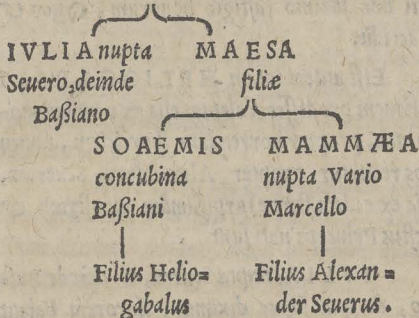 IVLIA nupta MAESA
Seuero, deinde filiæ
Baßiano
SOAEMIS MAMMÆA
concubina nupta Vario
Baßiani Marcello
Filius Helio= Filius Alexan=
gabalus der Seuerus.